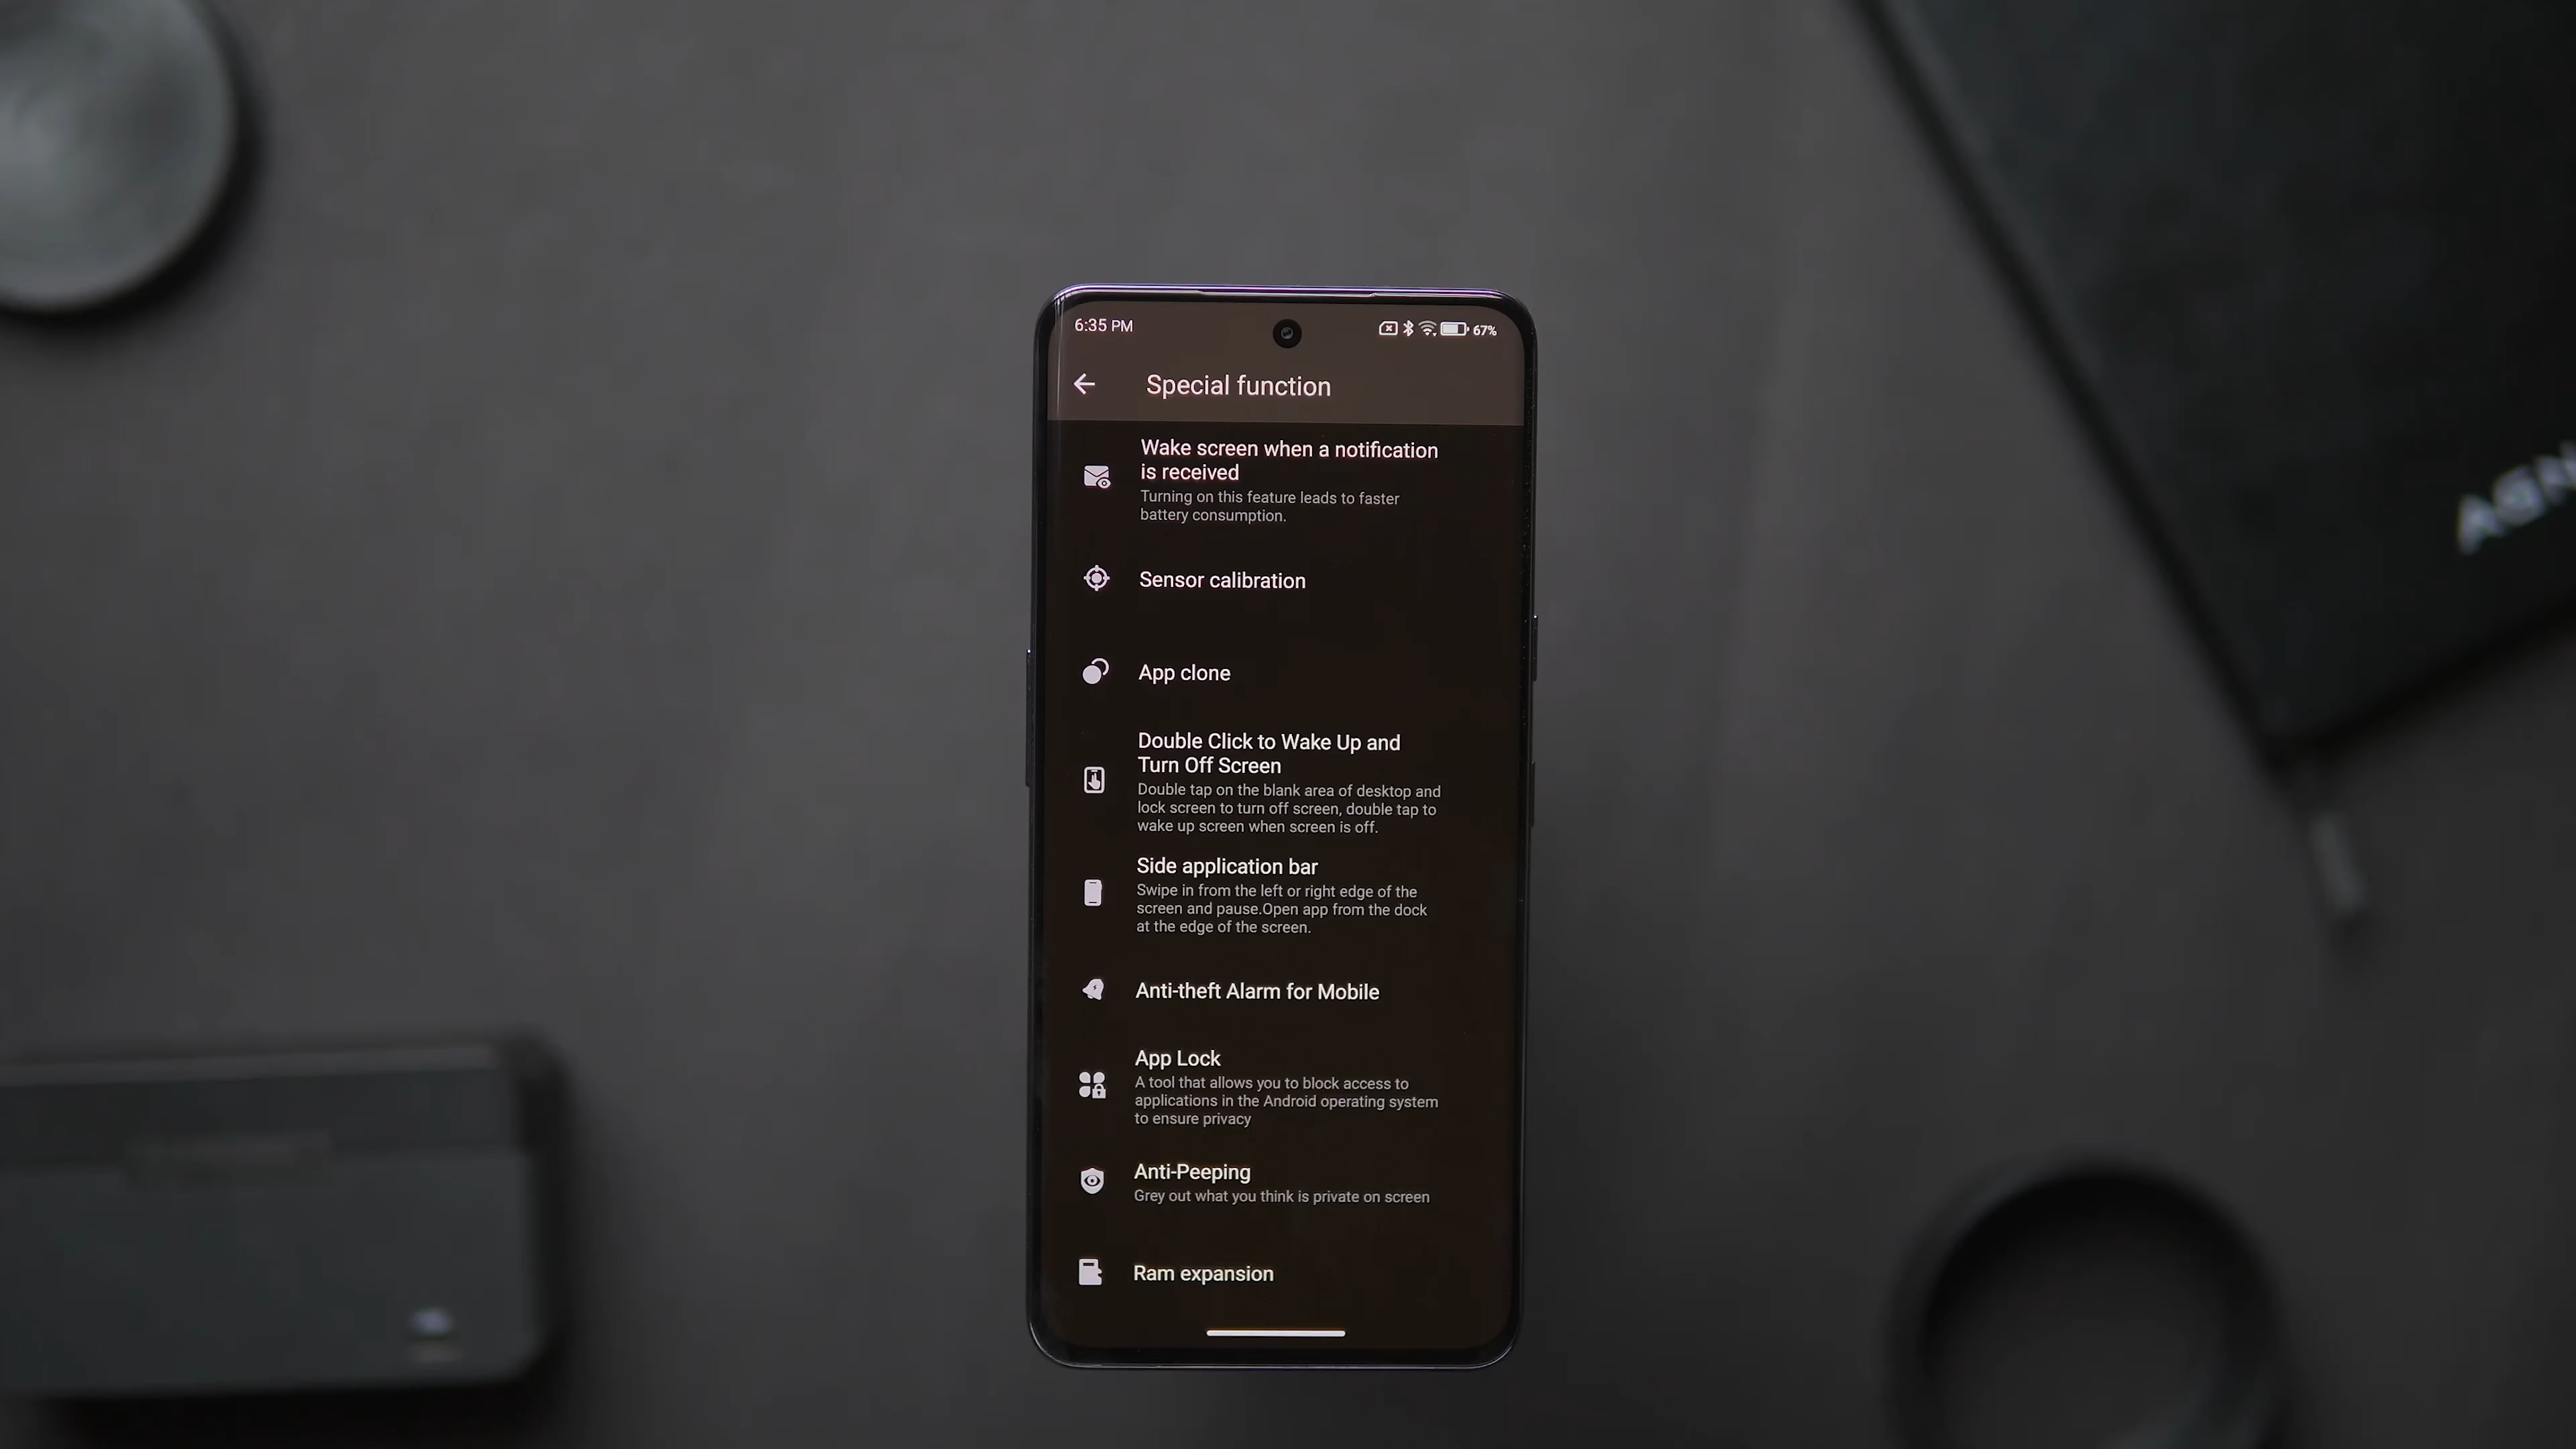 6:35 PM
67%
Special function
Wake screen when a notification
is received
Turning on this feature leads to faster
battery consumption.
Sensor calibration
App clone
Double Click to Wake Up and
Turn Off Screen
Double tap on the blank area of desktop and
lock screen to turn off screen, double tap to
wake up screen when screen is off.
Side application bar
Swipe in from the left or right edge of the
screen and pause.Open app from the dock
at the edge of the screen.
Anti-theft Alarm for Mobile
App Lock
A tool that allows you to block access to
applications in the Android operating system
to ensure privacy
Anti-Peeping
Grey out what you think is private on screen
Ram expansion